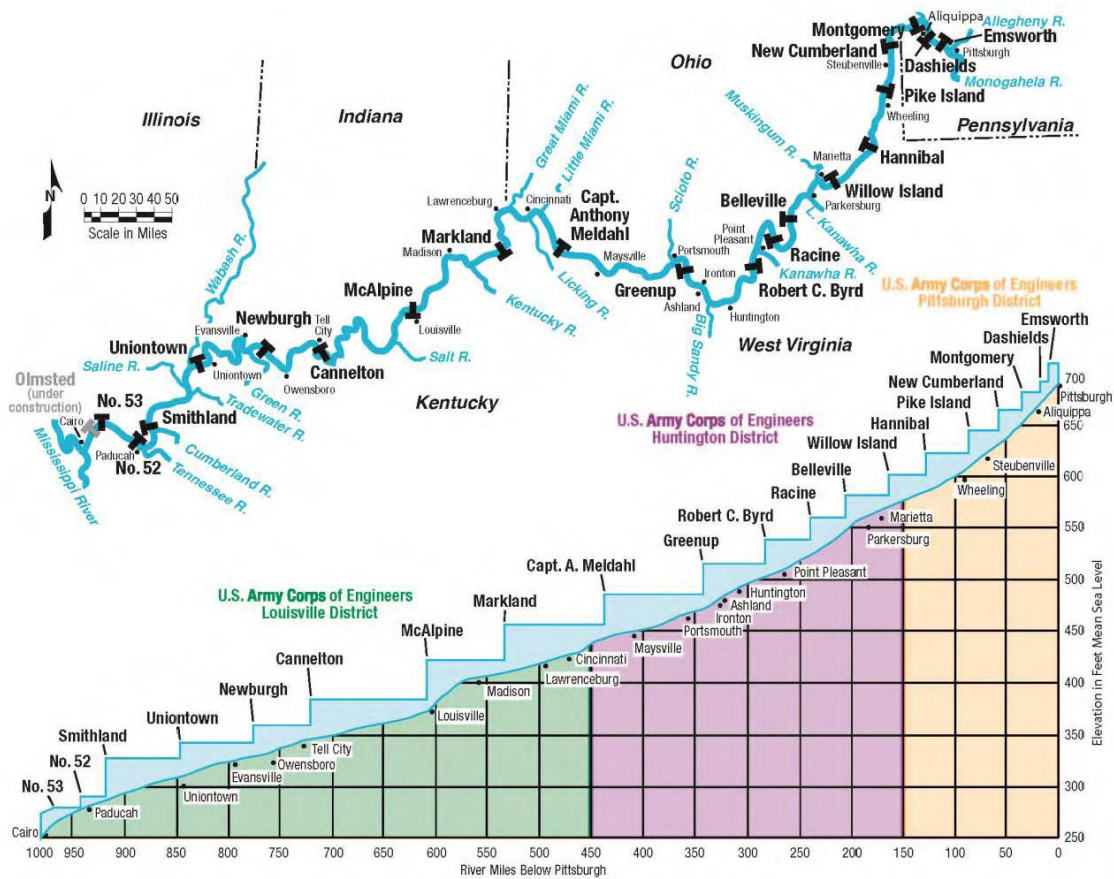 Montgomery
Aliquippa
Allegheny R.
Emsworth
New Cumberland
Pittsburgh
Steubenville
Dashields
Monogahela R.
Ohio
Pike Island
Wheeling
Pennsylvania
Illinois
Indiana
Great Miami R.
Little Miami R.
Muskingum R.
Marietta
Hannibal
Willow Island
Parkersburg
N
0 10 20 30 40 50
Scale in Miles
Lawrenceburg
Cincinnati
Capt.
Anthony
Meldahl
Scioto R.
Belleville
L. Kanawha R.
Point
Pleasant
Racine
Kanawha R.
Wabash R.
Madison
Markland
Licking R.
Maysville
Portsmouth
Ironton
Greenup
Ashland
Robert C. Byrd
Huntington
Big Sandy R.
West Virginia
McAlpine
Louisville
Kentucky R.
Salt R.
Evansville
Newburgh
Tell
City
Cannelton
Uniontown
Saline R.
Uniontown
Owensboro
Green R.
Tradewater R.
Kentucky
Olmsted
(under
construction)
No. 53
Smithland
Cairo
Paducah
No. 52
Cumberland R.
Tennessee R.
Mississippi River
U.S. Army Corps of Engineers
Pittsburgh District
U.S. Army Corps of Engineers
Huntington District
U.S. Army Corps of Engineers
Louisville District
Emsworth
Dashields
Montgomery
New Cumberland
Pike Island
Hannibal
Willow Island
Belleville
Racine
Robert C. Byrd
Greenup
Capt. A. Meldahl
Markland
McAlpine
Cannelton
Newburgh
Uniontown
Smithland
No. 52
No. 53
Pittsburgh
Aliquippa
Steubenville
Wheeling
Marietta
Parkersburg
Point Pleasant
Huntington
Ashland
Ironton
Portsmouth
Maysville
Cincinnati
Lawrenceburg
Madison
Louisville
Tell City
Owensboro
Evansville
Uniontown
Paducah
Cairo
700
650
600
550
500
450
400
350
300
250
Elevation in Feet Mean Sea Level
1000 950 900 850 800 750 700 650 600 550 500 450 400 350 300 250 200 150 100 50 0
River Miles Below Pittsburgh